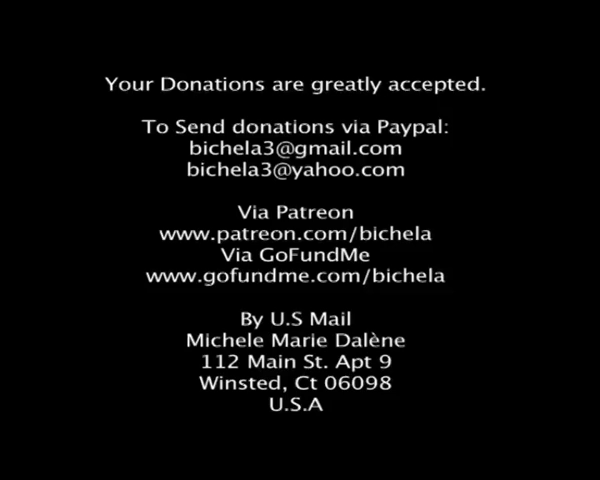 Your Donations are greatly accepted.
To Send donations via Paypal:
bichela3@gmail.com
bichela3@yahoo.com
Via Patreon
www.patreon.com/bichela
Via GoFundMe
www.gofundme.com/bichela
By U.S Mail
Michele Marie Dalène
112 Main St. Apt 9
Winsted, Ct 06098
U.S.A